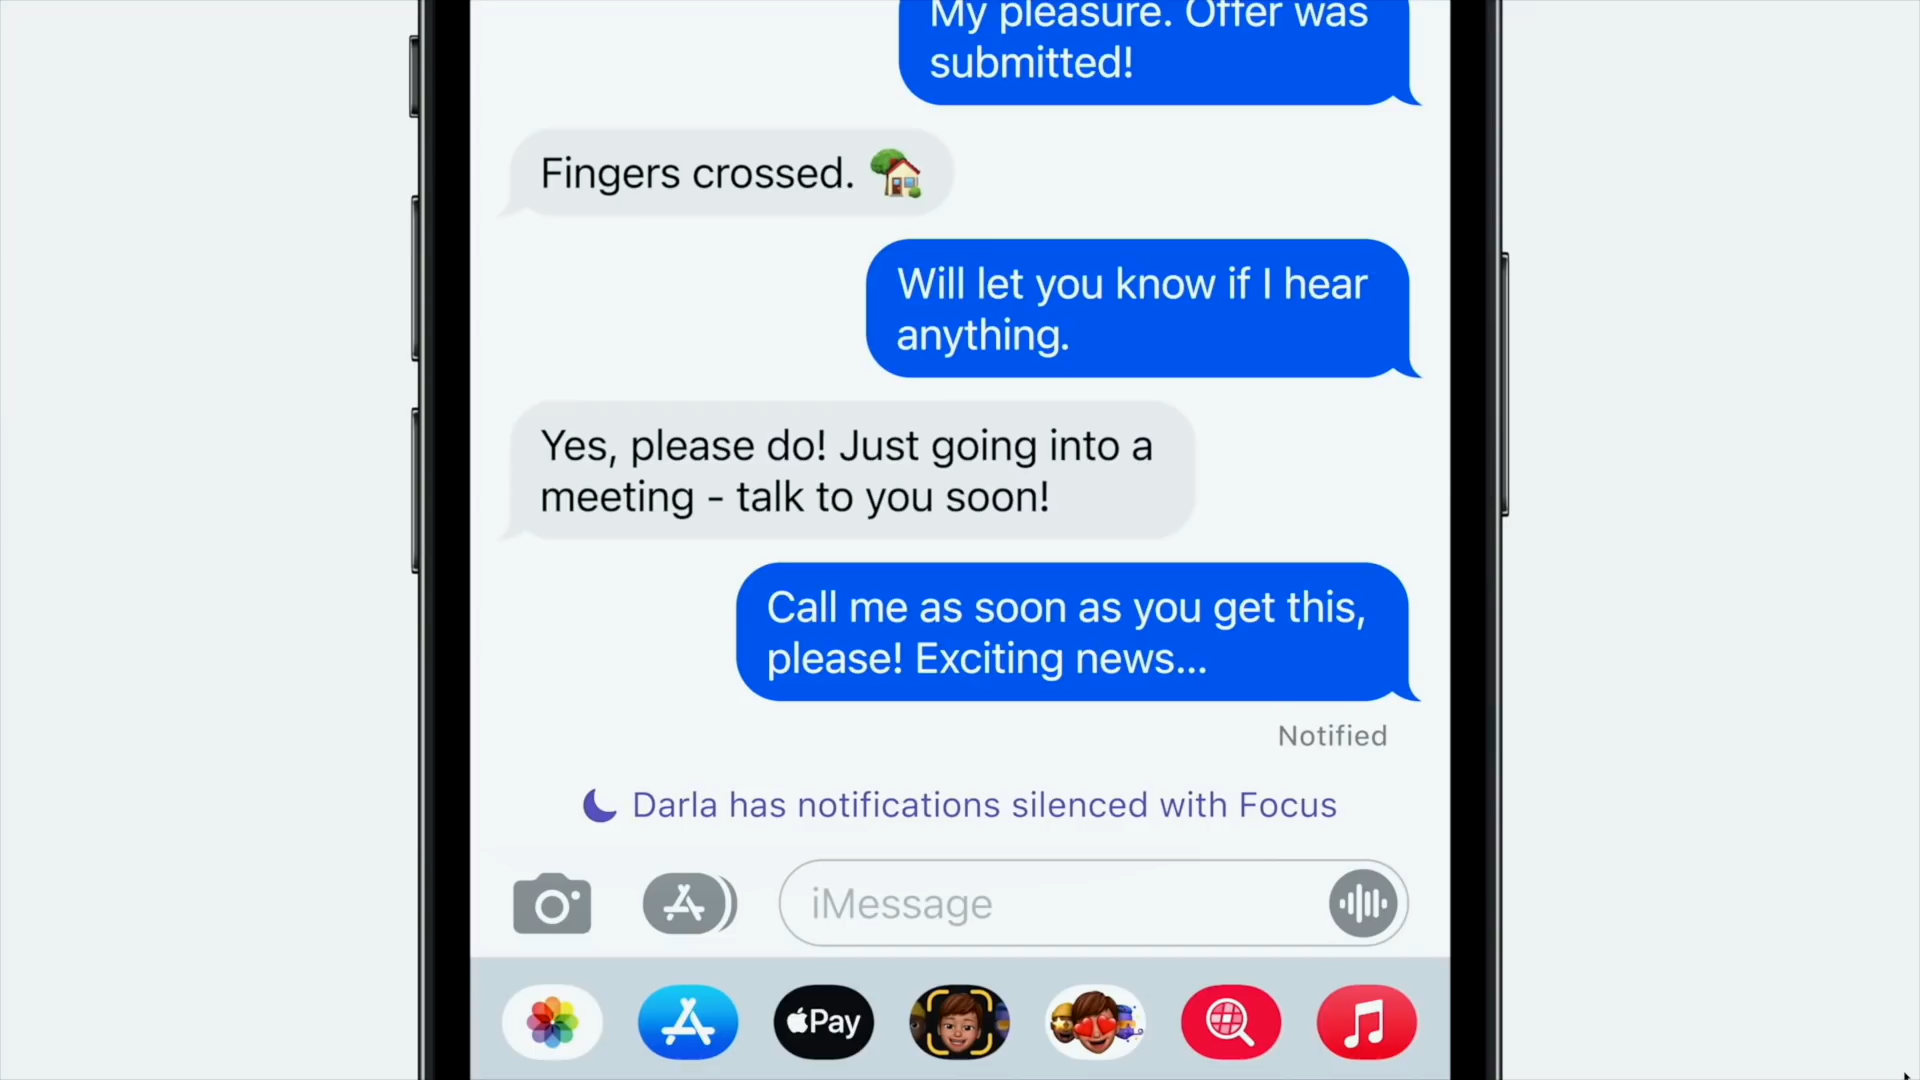 My pleasure. Offer was
submitted!
Fingers crossed. 🏡
Will let you know if I hear
anything.
Yes, please do! Just going into a
meeting - talk to you soon!
Call me as soon as you get this,
please! Exciting news...
Notified
Darla has notifications silenced with Focus
iMessage
Pay